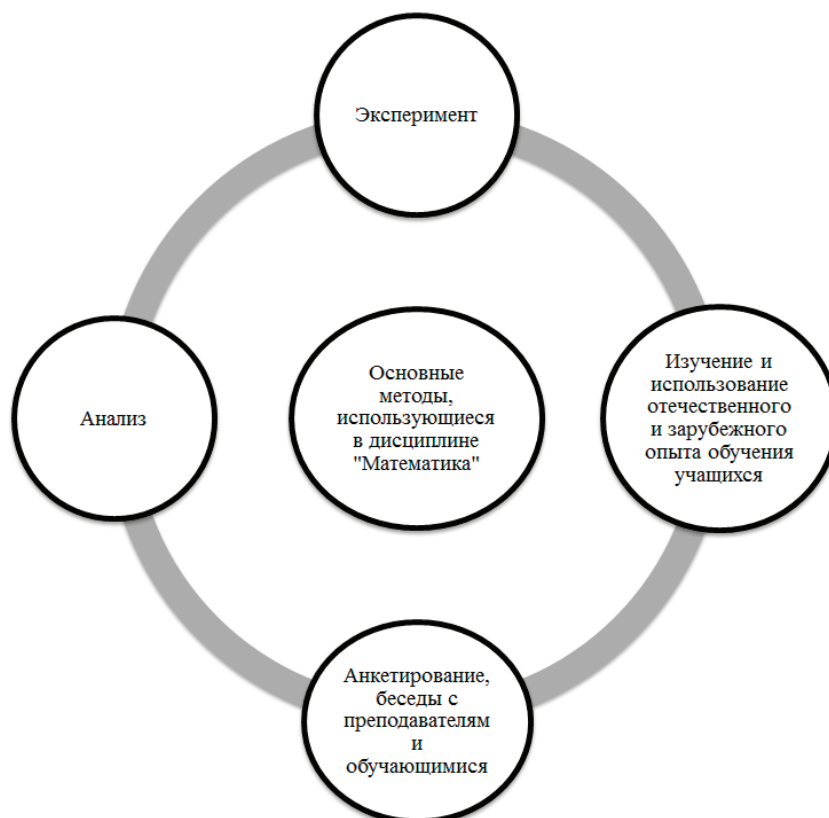 Эксперимент
Анализ
Основные
методы,
использующиеся
в дисциплине
"Математика"
Изучение и
использование
отечественного
и зарубежного
опыта обучения
учащихся
Анкетирование,
беседы с
преподавателям
и
обучающимися